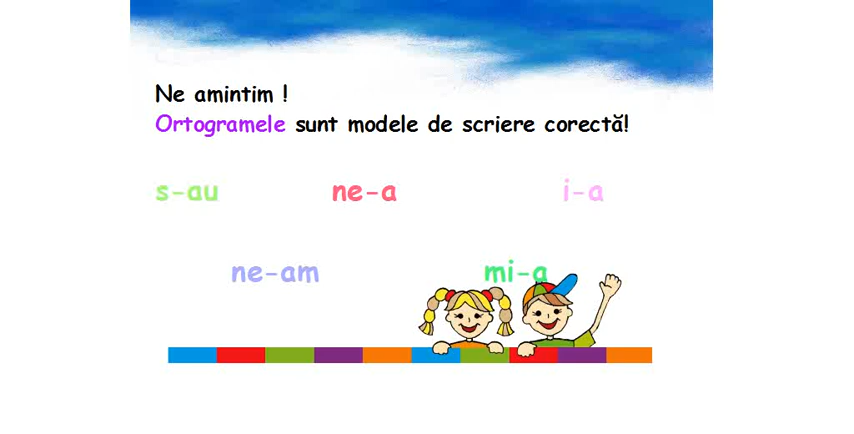 Ne amintim !
Ortogramele sunt modele de scriere corectă!
s-au ne-a i-a
ne-am mi-a